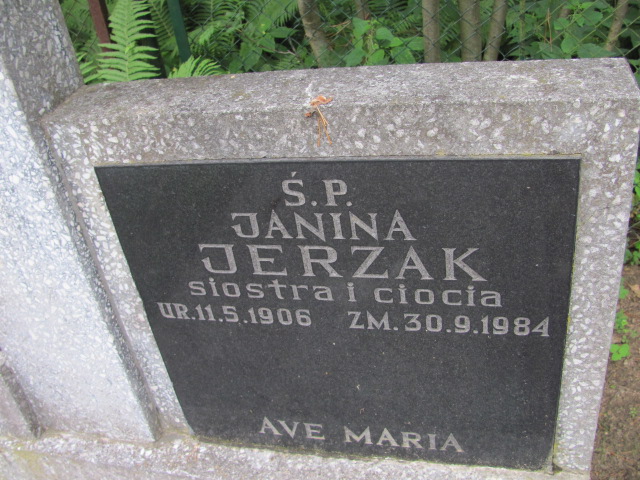 Ś.P.
JANINA
JERZAK
siostra i ciocia
UR.11.5.1906 ZM.30.9.1984
AVE MARIA